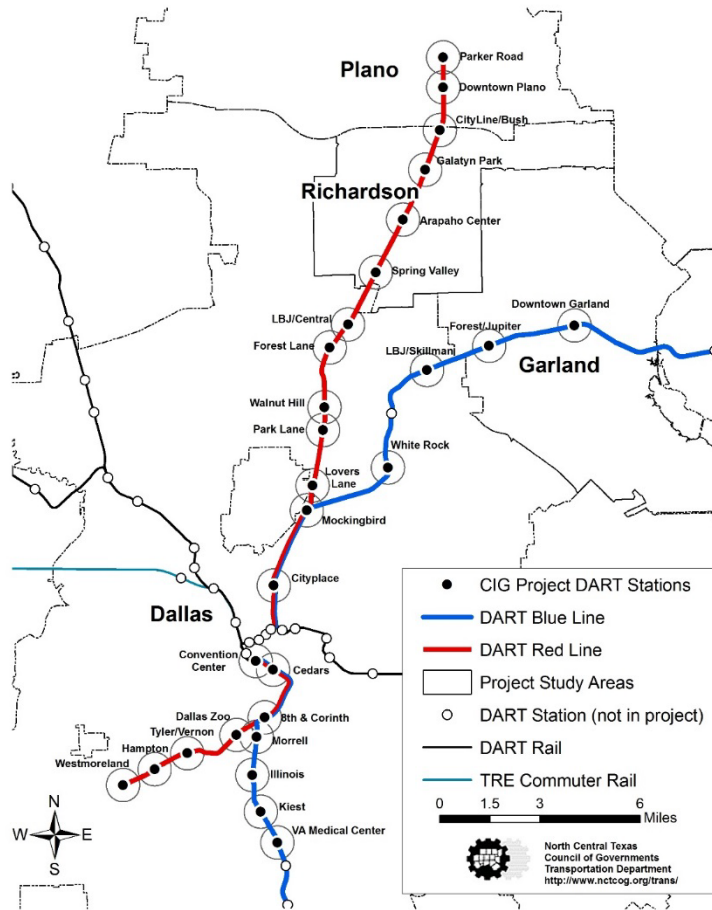 Parker Road
Plano
Downtown Plano
CityLine/Bush
Galatyn Park
Richardson
Arapaho Center
Spring Valley
Downtown Garland
LBJ/Central
Forest/Jupiter
Forest Lane
LBJ/Skillman
Garland
Walnut Hill
Park Lane
White Rock
Lovers
Lane
Mockingbird
Cityplace
Dallas
Convention
Center
Cedars
Dallas Zoo
8th & Corinth
Tyler/Vernon
Morrell
Hampton
Westmoreland
Illinois
Kiest
VA Medical Center
N
W E
S
CIG Project DART Stations
DART Blue Line
DART Red Line
Project Study Areas
DART Station (not in project)
DART Rail
TRE Commuter Rail
0 1.5 3 6
Miles
North Central Texas
Council of Governments
Transportation Department
http://www.nctcog.org/trans/